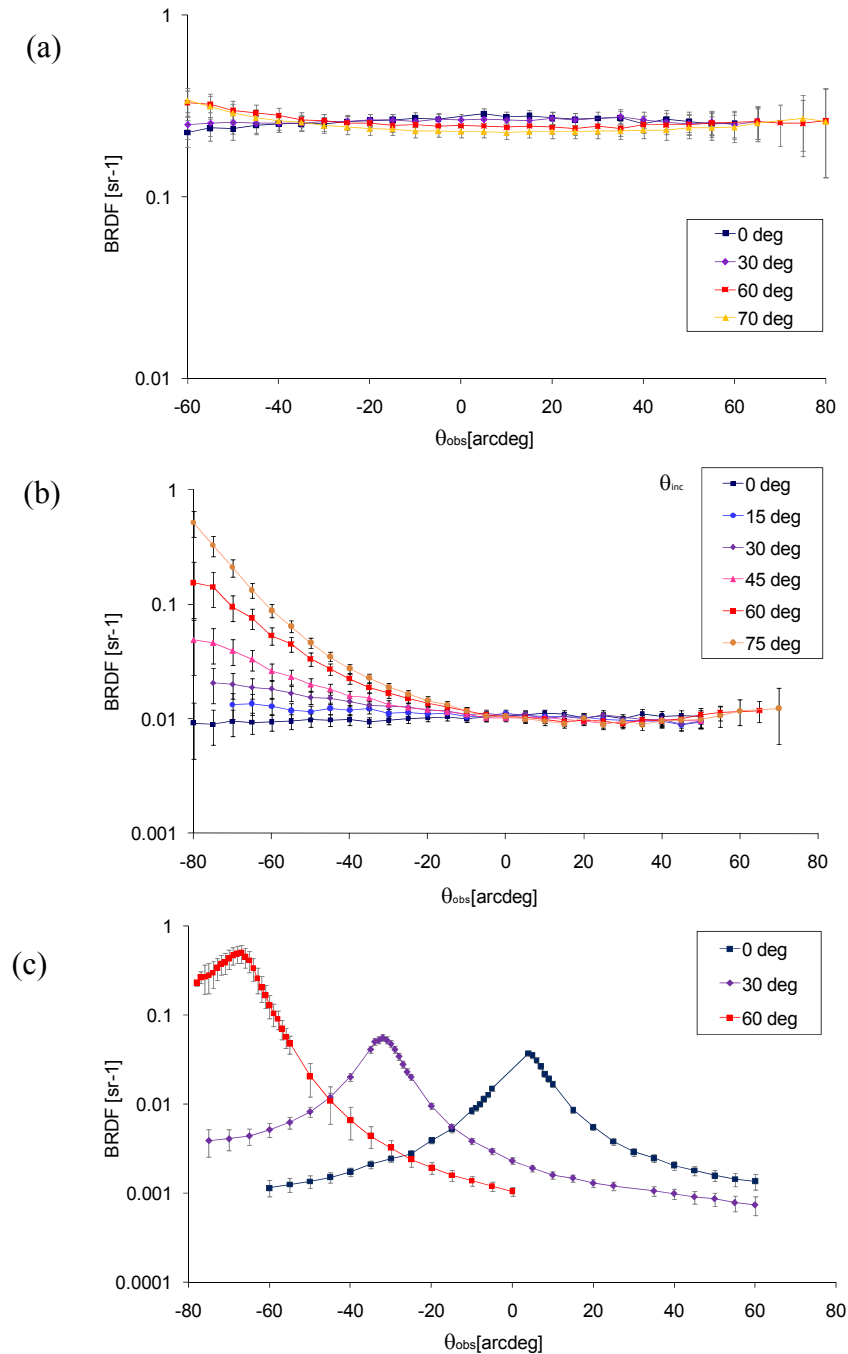 (a)
1
0.1
0.01
BRDF [sr-1]
-60 -40 -20 0 20 40 60 80
θobs[arcdeg]
0 deg
30 deg
60 deg
70 deg
(b)
1
0.1
0.01
0.001
BRDF [sr-1]
-80 -60 -40 -20 0 20 40 60 80
θobs[arcdeg]
θinc
0 deg
15 deg
30 deg
45 deg
60 deg
75 deg
(c)
1
0.1
0.01
0.001
0.0001
BRDF [sr-1]
-80 -60 -40 -20 0 20 40 60 80
θobs[arcdeg]
0 deg
30 deg
60 deg